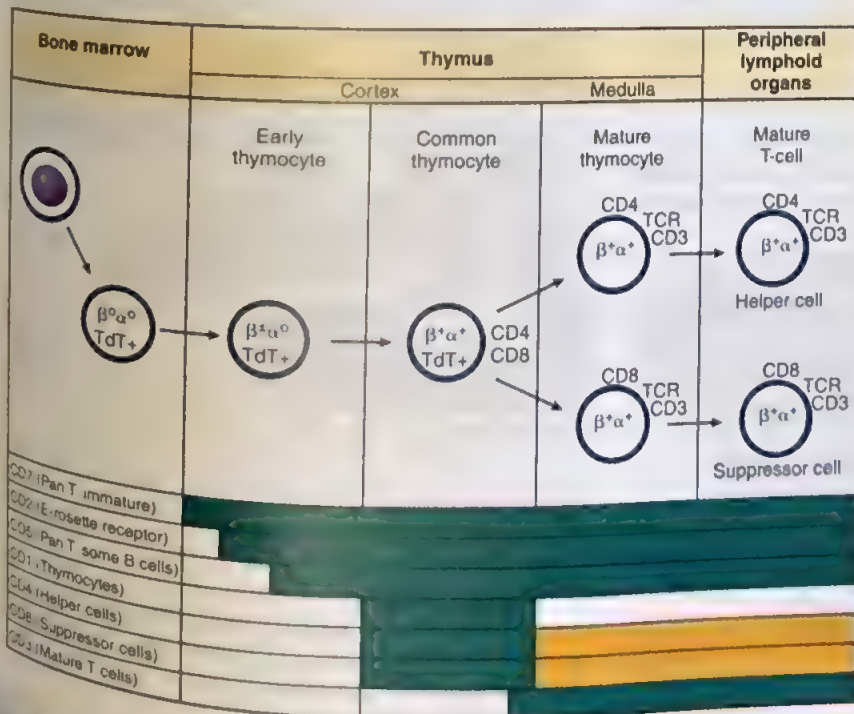 Bone marrow
Thymus
Peripheral
lymphoid
organs
Cortex
Medulla
Early
thymocyte
Common
thymocyte
Mature
thymocyte
Mature
T-cell
CD4
TCR
CD3
β⁺α⁺
CD4
TCR
CD3
β⁺α⁺
Helper cell
β⁰α⁰
TdT+
β±α⁰
TdT+
β⁺α⁺
TdT+
CD4
CD8
CD8
TCR
CD3
β⁺α⁺
CD8
TCR
CD3
β⁺α⁺
Suppressor cell
CD7 (Pan T immature)
CD2 (E-rosette receptor)
CD5 (Pan T some B cells)
CD1 (Thymocytes)
CD4 (Helper cells)
CD8 (Suppressor cells)
CD3 (Mature T cells)